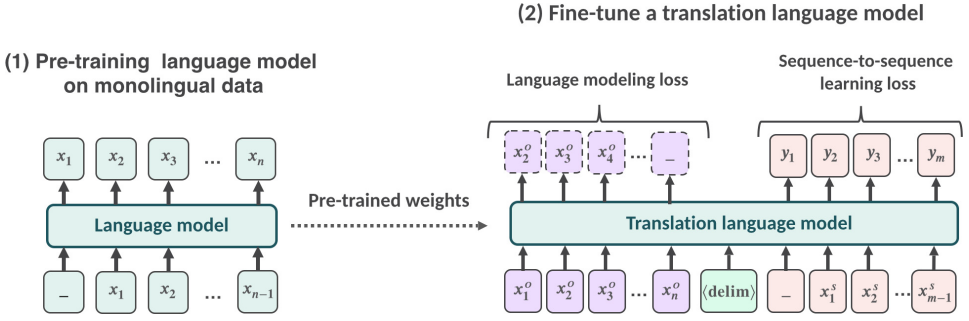 (2) Fine-tune a translation language model
(1) Pre-training language model
on monolingual data
Language modeling loss
Sequence-to-sequence
learning loss
x₁ x₂ x₃ ... xₙ
x₂ᵒ x₃ᵒ x₄ᵒ ... _
y₁ y₂ y₃ ... yₘ
Language model
Pre-trained weights
Translation language model
_ x₁ x₂ ... xₙ₋₁
x₁ᵒ x₂ᵒ x₃ᵒ ... xₙᵒ ⟨delim⟩ _ x₁ˢ x₂ˢ ... xₘ₋₁ˢ